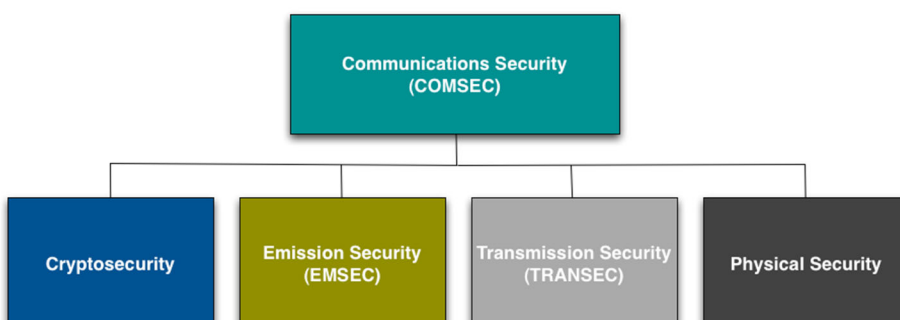 Communications Security
(COMSEC)
Cryptosecurity
Emission Security
(EMSEC)
Transmission Security
(TRANSEC)
Physical Security